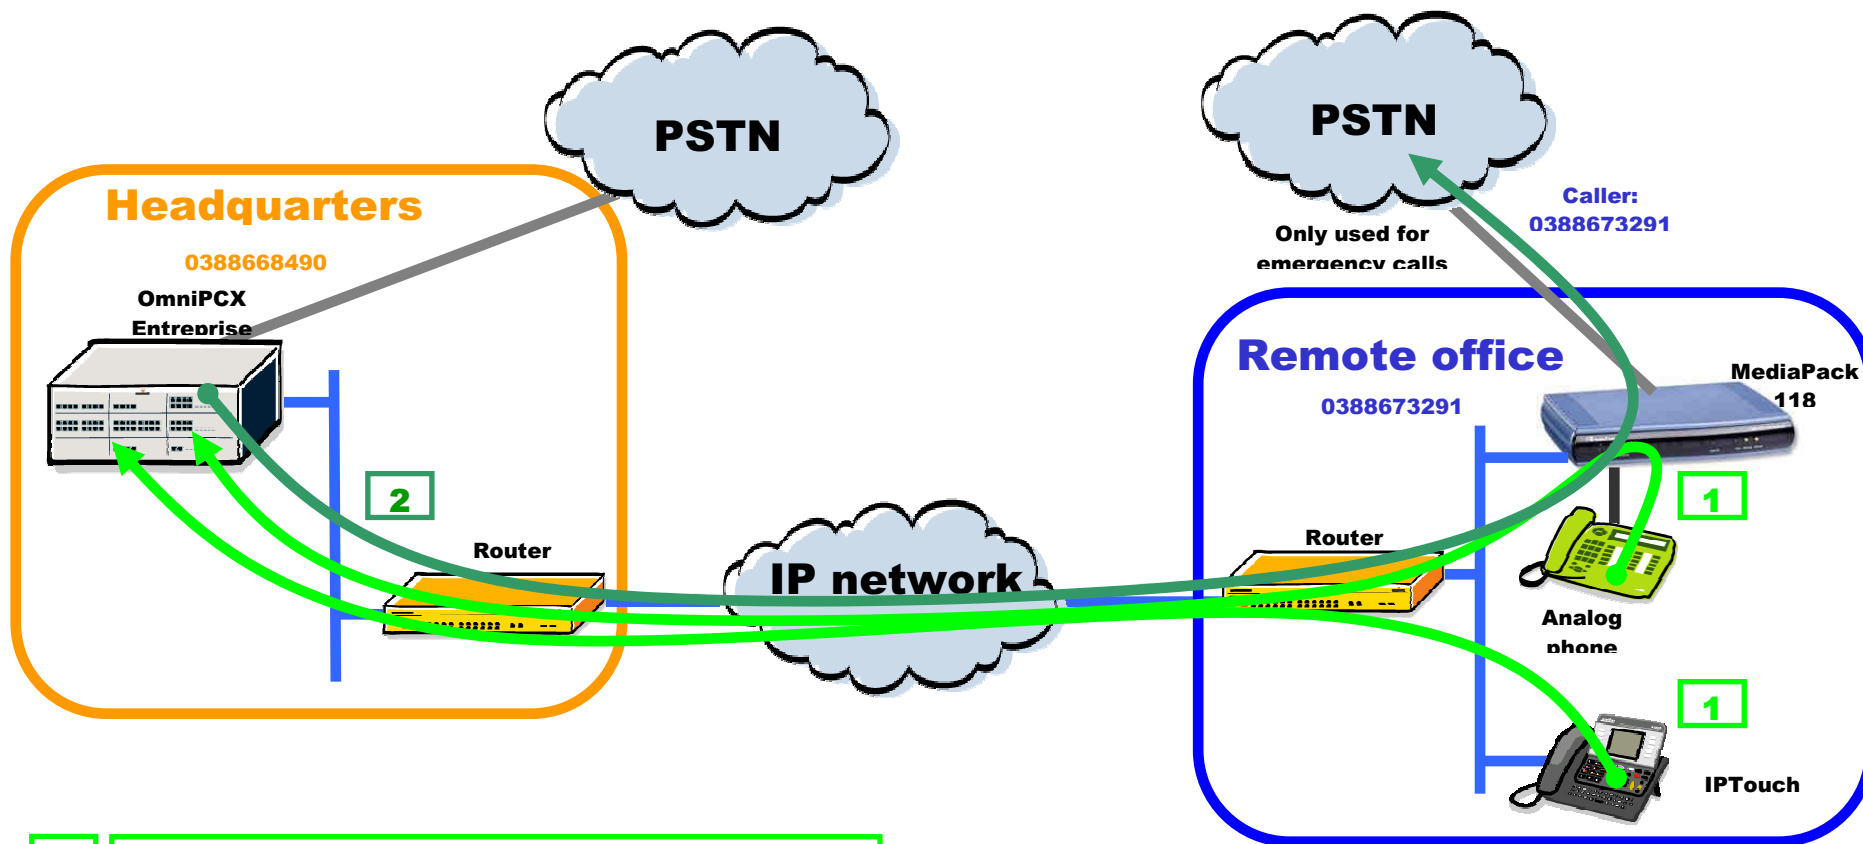 PSTN
PSTN
Headquarters
0388668490
OmniPCX
Entreprise
Caller:
0388673291
Only used for
emergency calls
Remote office
0388673291
MediaPack
118
2
1
Router
Router
IP network
Analog
phone
1
IPTouch